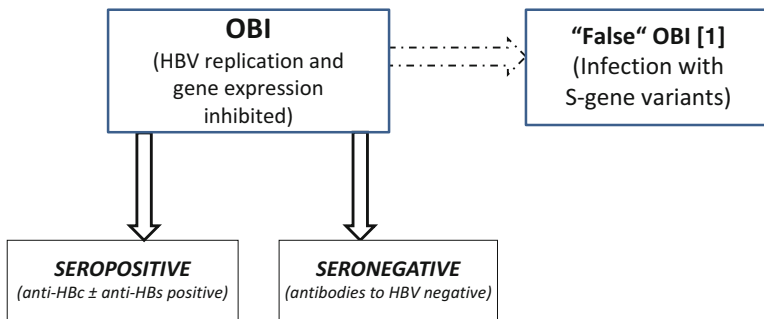 OBI
(HBV replication and
gene expression
inhibited)
“False“ OBI [1]
(Infection with
S-gene variants)
SEROPOSITIVE
(anti-HBc ± anti-HBs positive)
SERONEGATIVE
(antibodies to HBV negative)